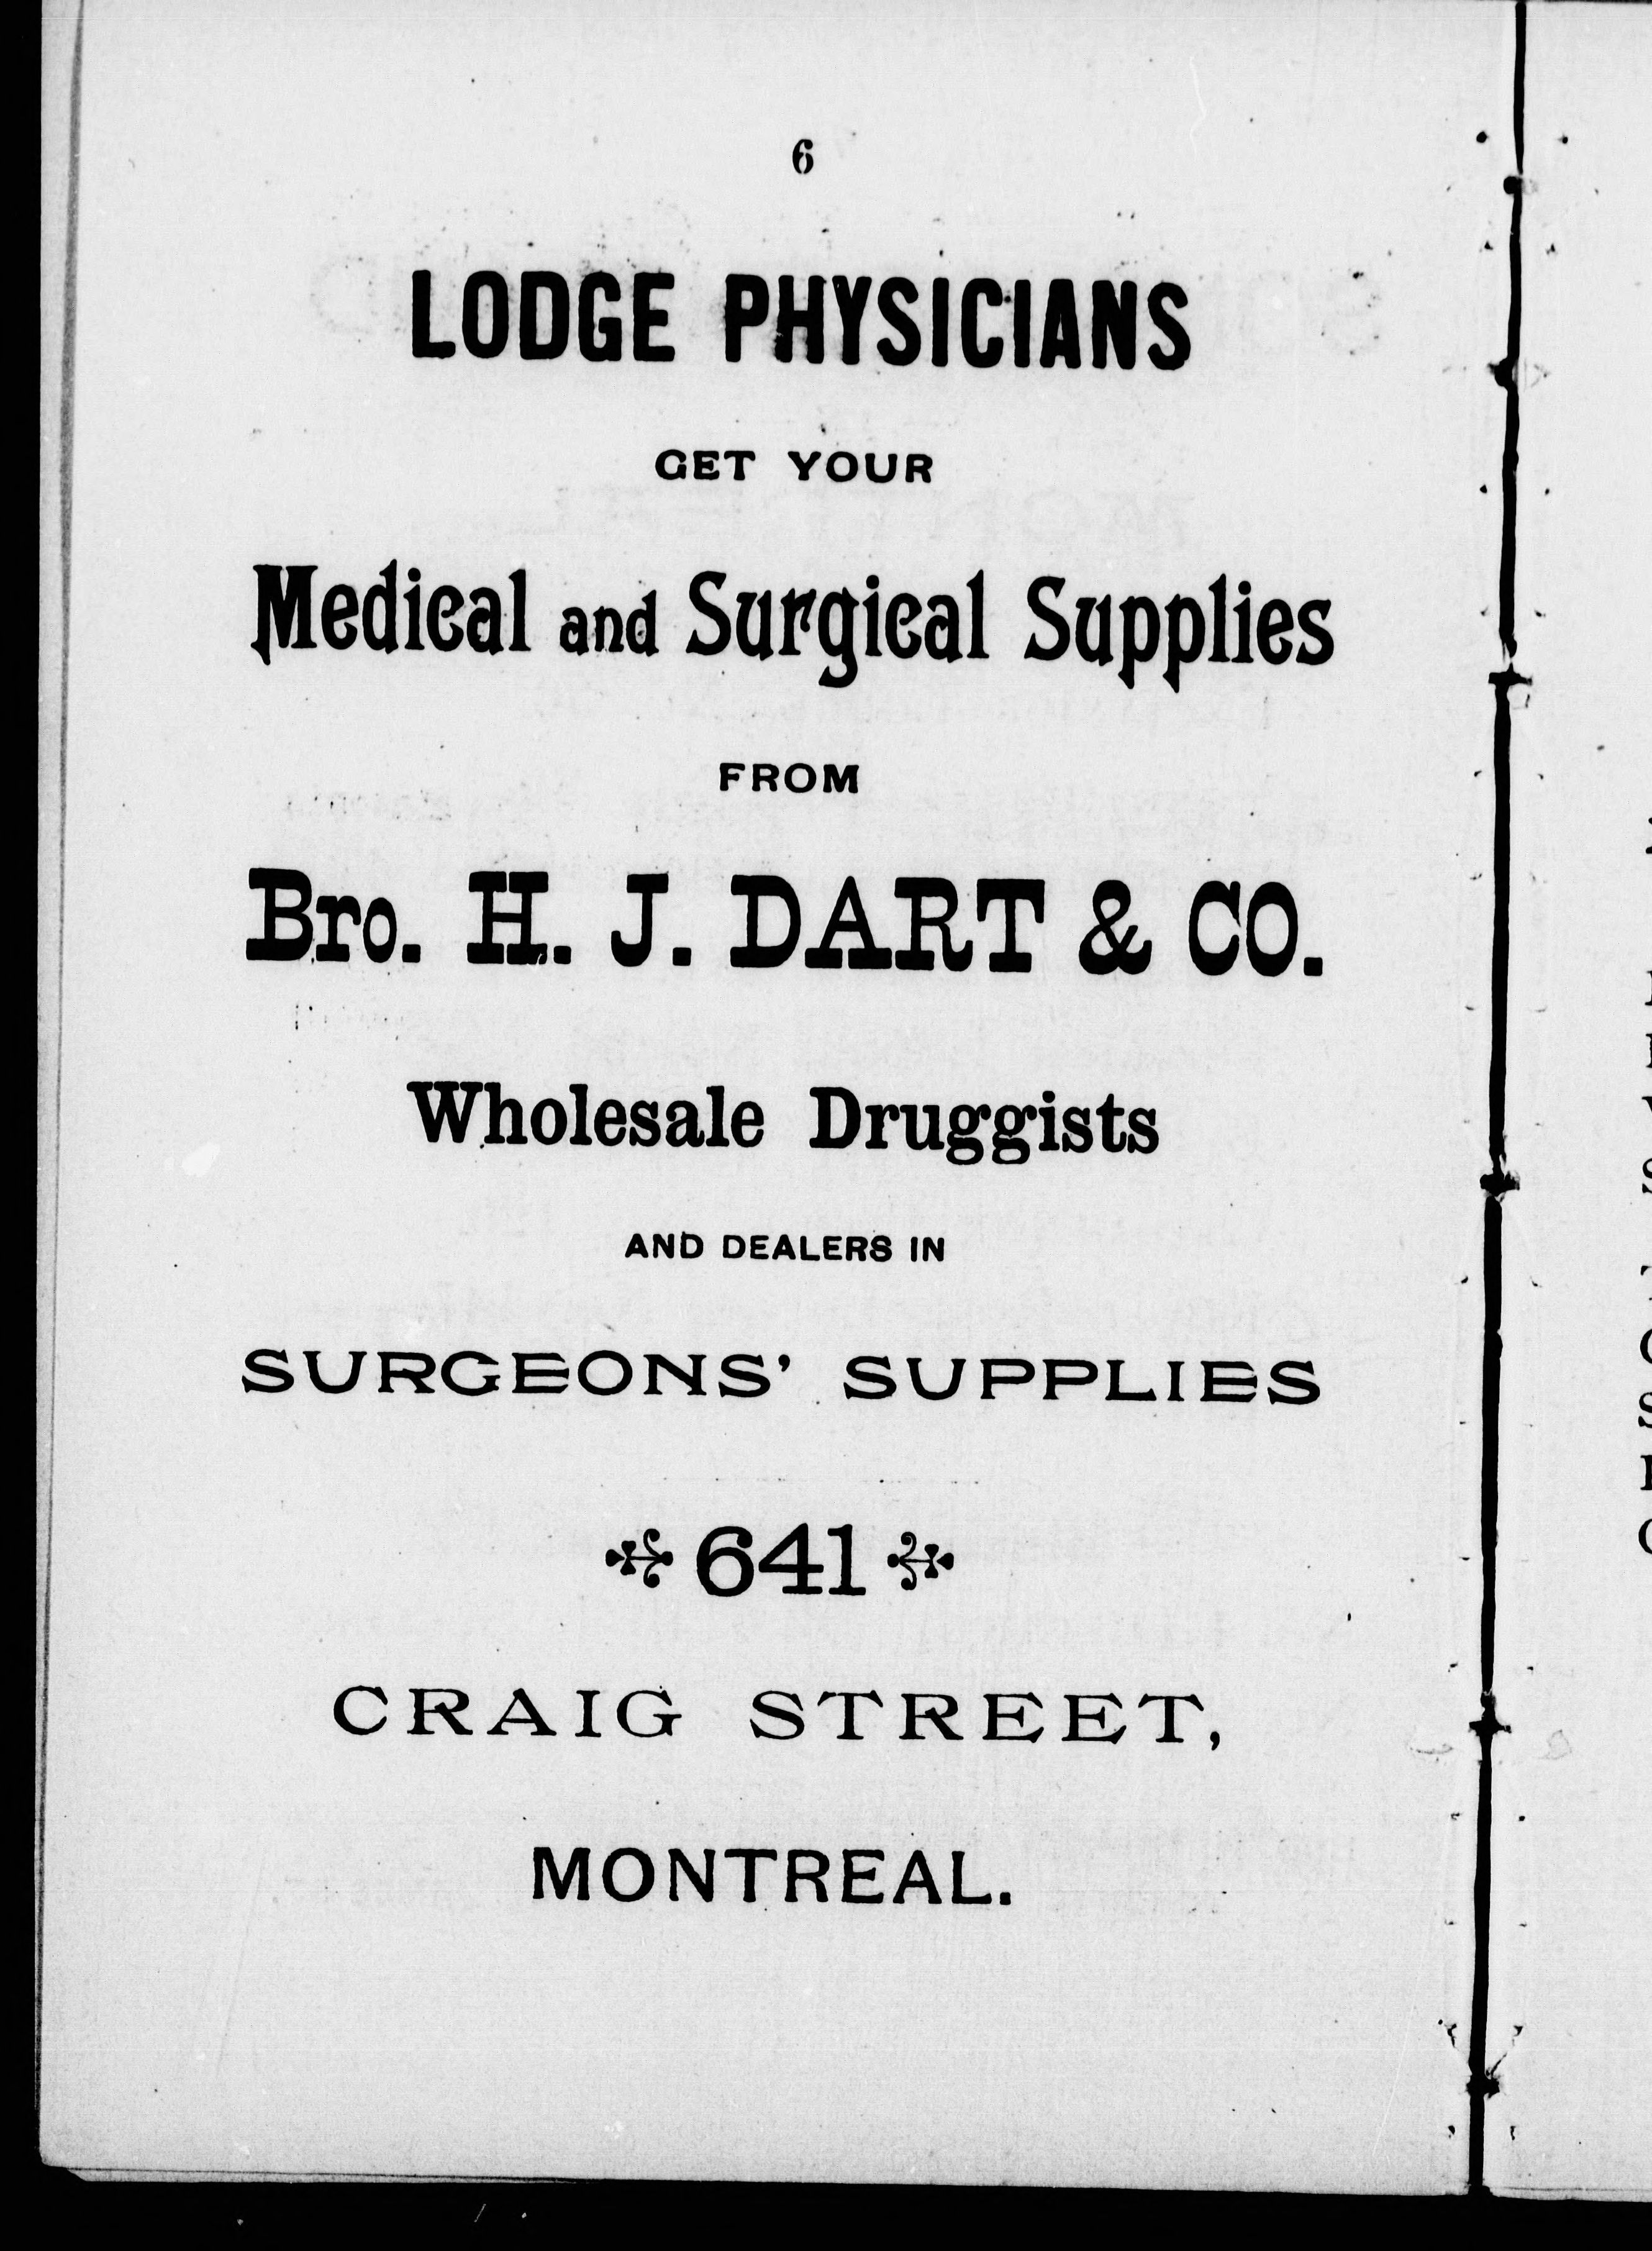 6
LODGE PHYSICIANS
GET YOUR
Medical and Surgical Supplies
FROM
Bro. H. J. DART & CO.
Wholesale Druggists
AND DEALERS IN
SURGEONS' SUPPLIES
641
CRAIG STREET,
MONTREAL.